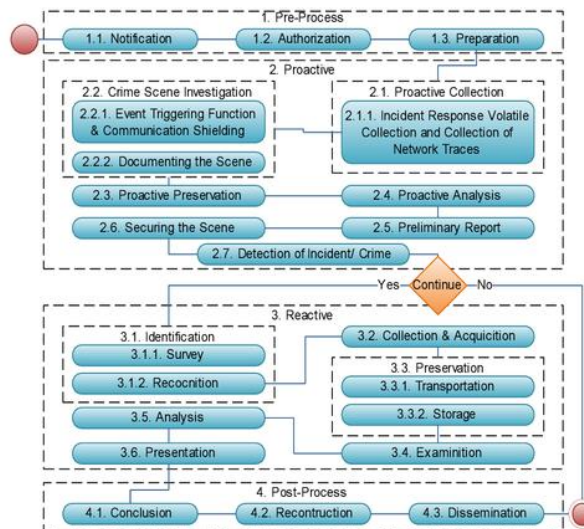 1. Pre-Process
1.1. Notification
1.2. Authorization
1.3. Preparation
2. Proactive
2.2. Crime Scene Investigation
2.2.1. Event Triggering Function
& Communication Shielding
2.2.2. Documenting the Scene
2.1. Proactive Collection
2.1.1. Incident Response Volatile
Collection and Collection of
Network Traces
2.3. Proactive Preservation
2.4. Proactive Analysis
2.6. Securing the Scene
2.5. Preliminary Report
2.7. Detection of Incident/ Crime
Yes
Continue
No
3. Reactive
3.1. Identification
3.1.1. Survey
3.1.2. Recocnition
3.2. Collection & Acquicition
3.3. Preservation
3.3.1. Transportation
3.3.2. Storage
3.5. Analysis
3.4. Examinition
3.6. Presentation
4. Post-Process
4.1. Conclusion
4.2. Recontruction
4.3. Dissemination